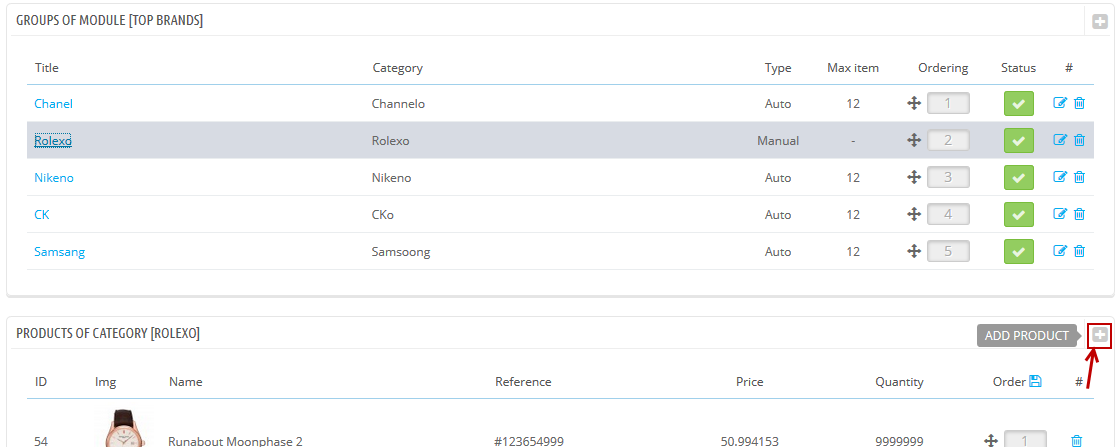 GROUPS OF MODULE [TOP BRANDS]
Title Category Type Max item Ordering Status #
Chanel Channelo Auto 12 1
Rolexo Rolexo Manual - 2
Nikeno Nikeno Auto 12 3
CK CKo Auto 12 4
Samsang Samsoong Auto 12 5
PRODUCTS OF CATEGORY [ROLEXO] ADD PRODUCT
ID Img Name Reference Price Quantity Order #
54 Runabout Moonphase 2 #123654999 50.994153 9999999 1